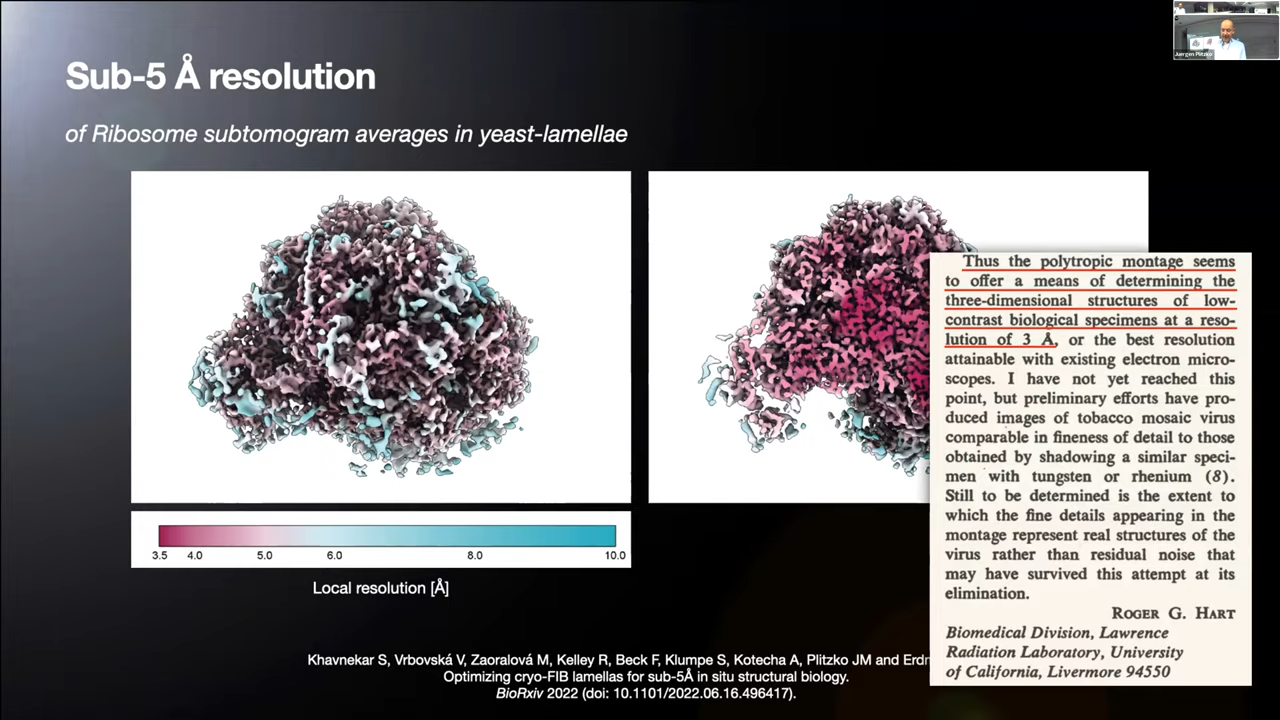 Juergen Plitzko
Sub-5 Å resolution
of Ribosome subtomogram averages in yeast-lamellae
3.5 4.0 5.0 6.0 8.0 10.0
Local resolution [Å]
Khavnekar S, Vrbovská V, Zaoralová M, Kelley R, Beck F, Klumpe S, Kotecha A, Plitzko JM and Erd
Optimizing cryo-FIB lamellas for sub-5Å in situ structural biology.
BioRxiv 2022 (doi: 10.1101/2022.06.16.496417).
Thus the polytropic montage seems
to offer a means of determining the
three-dimensional structures of low-
contrast biological specimens at a reso-
lution of 3 Å, or the best resolution
attainable with existing electron micro-
scopes. I have not yet reached this
point, but preliminary efforts have pro-
duced images of tobacco mosaic virus
comparable in fineness of detail to those
obtained by shadowing a similar speci-
men with tungsten or rhenium (8).
Still to be determined is the extent to
which the fine details appearing in the
montage represent real structures of the
virus rather than residual noise that
may have survived this attempt at its
elimination.
ROGER G. HART
Biomedical Division, Lawrence
Radiation Laboratory, University
of California, Livermore 94550